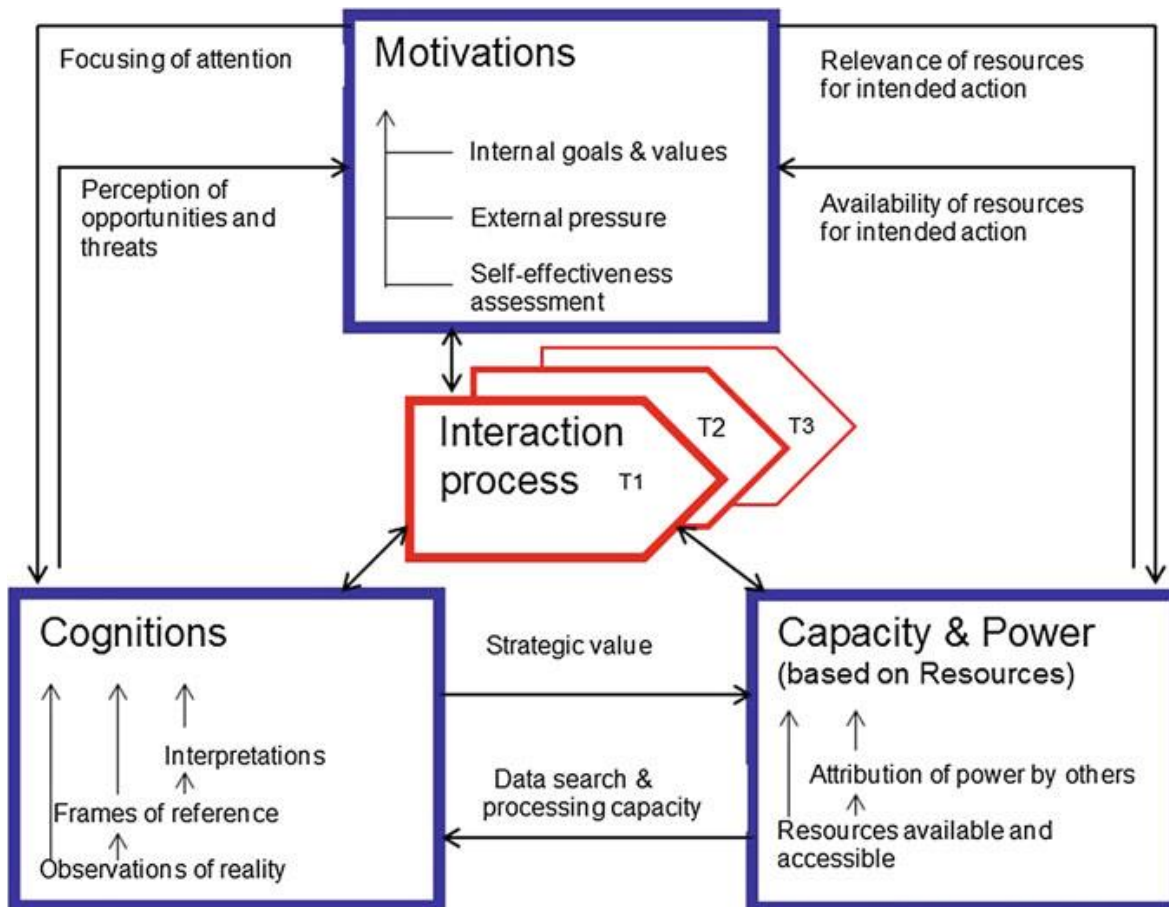 Focusing of attention
Motivations
Relevance of resources
for intended action
Internal goals & values
Perception of
opportunities and
threats
External pressure
Availability of resources
for intended action
Self-effectiveness
assessment
Interaction
process
T1
T2
T3
Cognitions
Strategic value
Capacity & Power
(based on Resources)
Interpretations
Data search &
processing capacity
Attribution of power by others
Frames of reference
Resources available and
accessible
Observations of reality